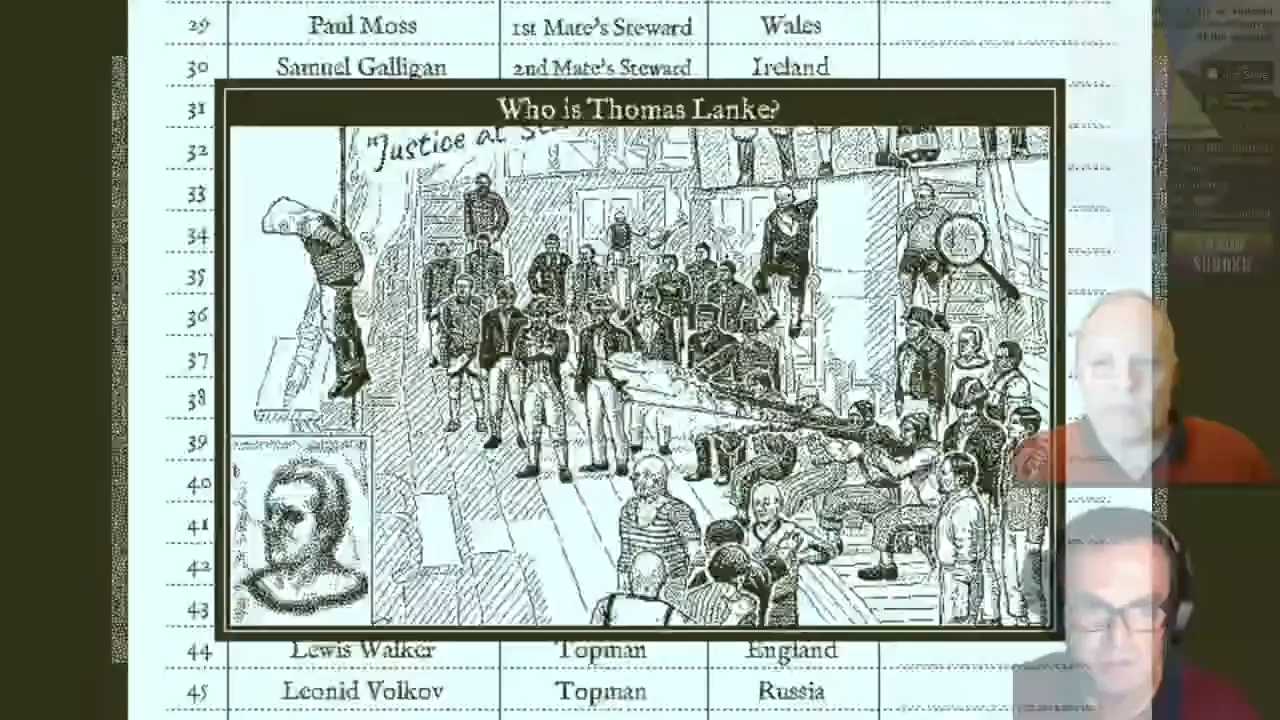 29 Paul Moss 1st Mate's Steward Wales
30 Samuel Galligan 2nd Mate's Steward Ireland
31
Who is Thomas Lanke?
32
"Justice at
33
34
35
36
37
38
39
40
41
42
43
44 Lewis Walker Topman England
45 Leonid Volkov Topman Russia